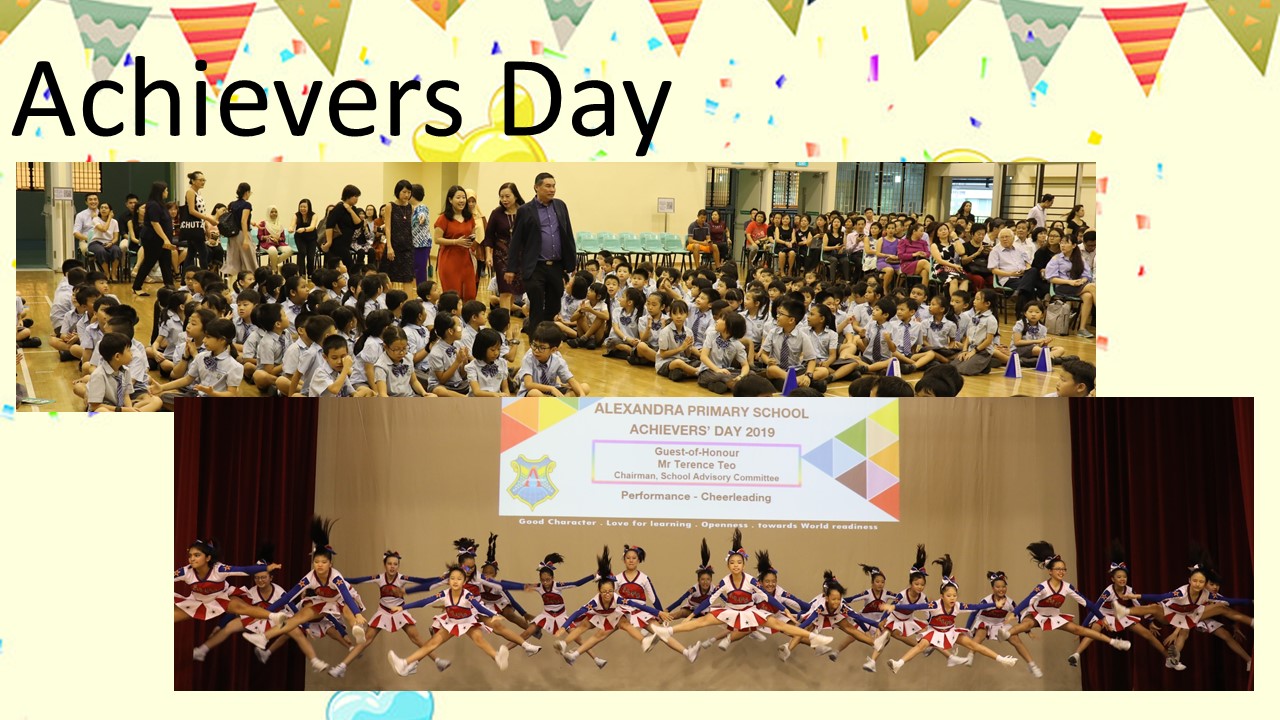 Achievers Day
CHUTZ
ALEXANDRA PRIMARY SCHOOL
ACHIEVERS' DAY 2019
Guest-of-Honour
Mr Terence Teo
Chairman, School Advisory Committee
Performance - Cheerleading
Good Character . Love for learning . Openness . towards World readiness